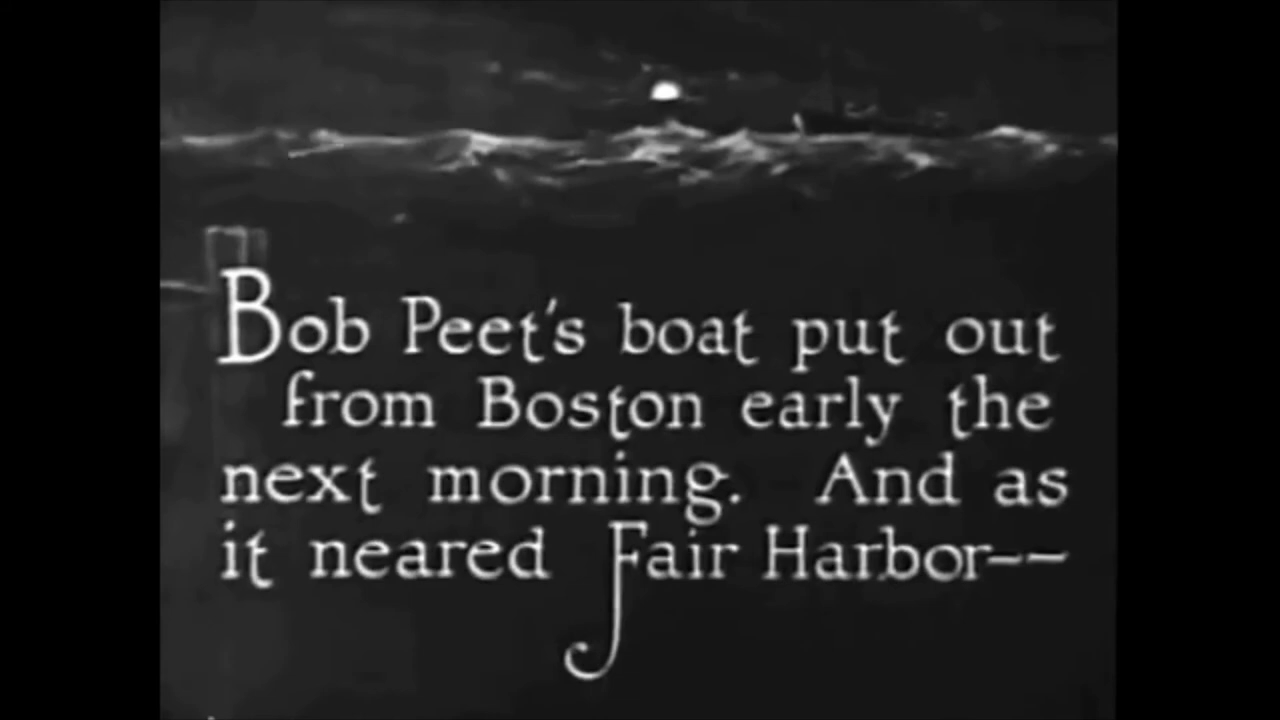 Bob Peet's boat put out
from Boston early the
next morning. And as
it neared Fair Harbor--